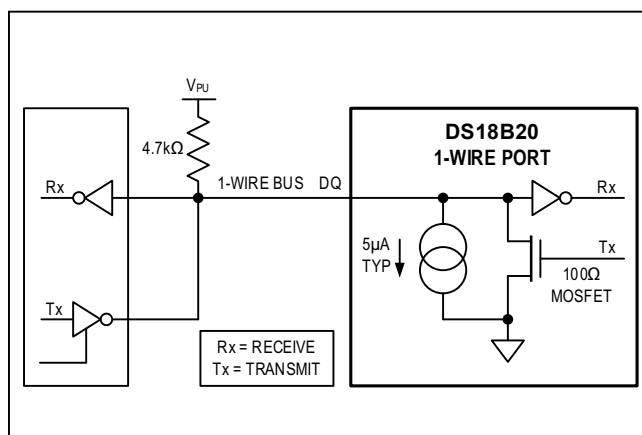 VPU
4.7kΩ
Rx
1-WIRE BUS DQ
Tx
Rx = RECEIVE
Tx = TRANSMIT
DS18B20
1-WIRE PORT
Rx
5µA
TYP
Tx
100Ω
MOSFET